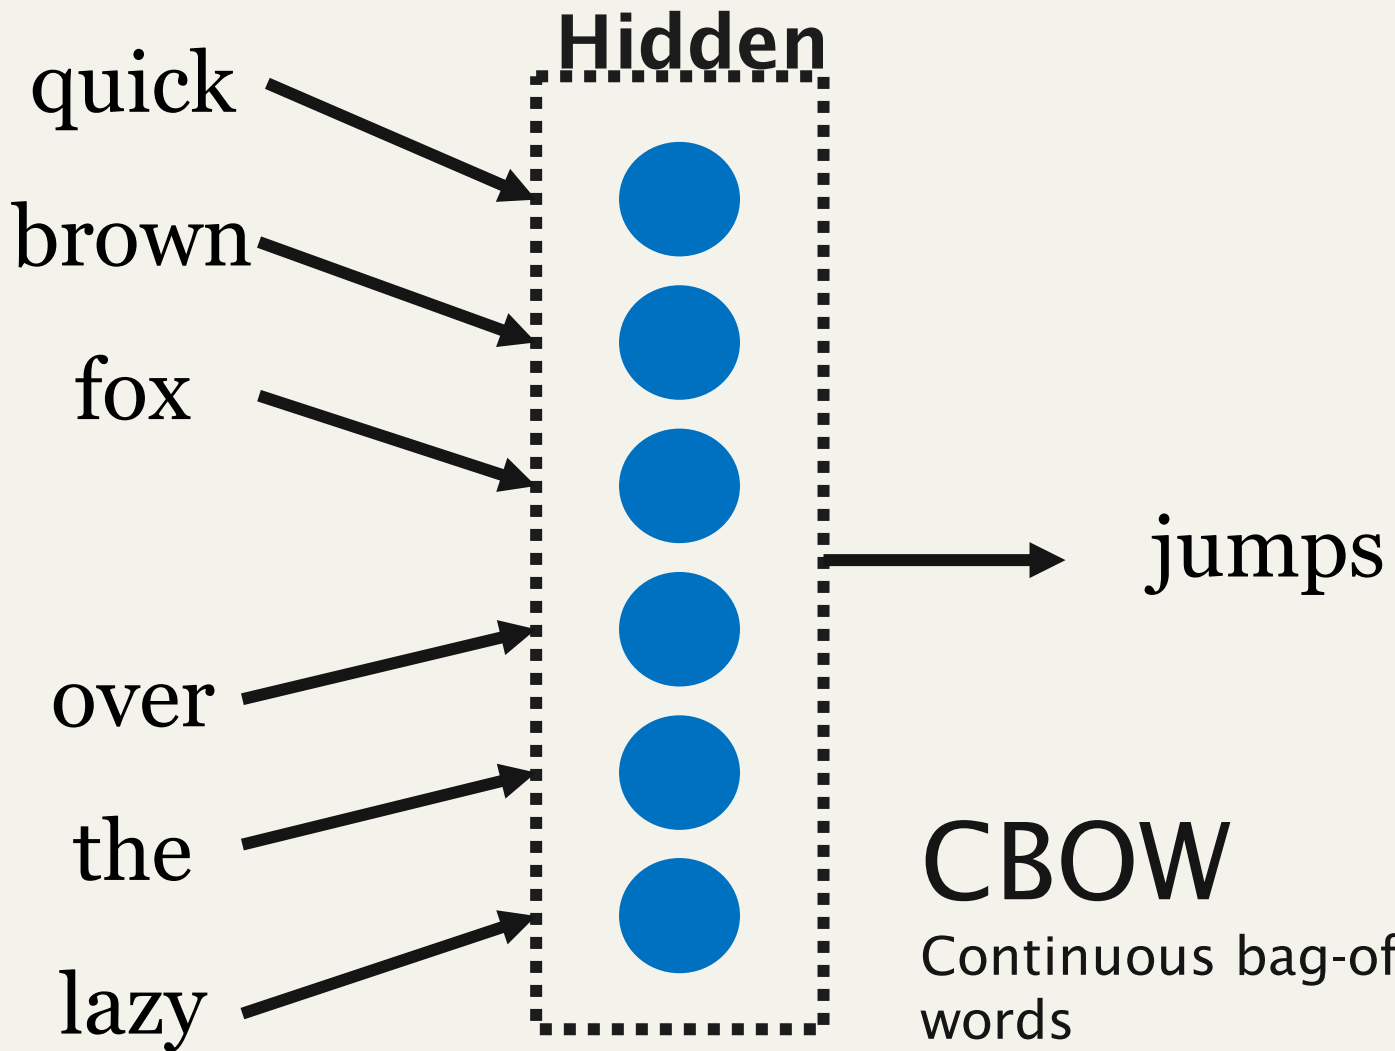 Hidden
quick
brown
fox
jumps
over
the
lazy
CBOW
Continuous bag-of
words